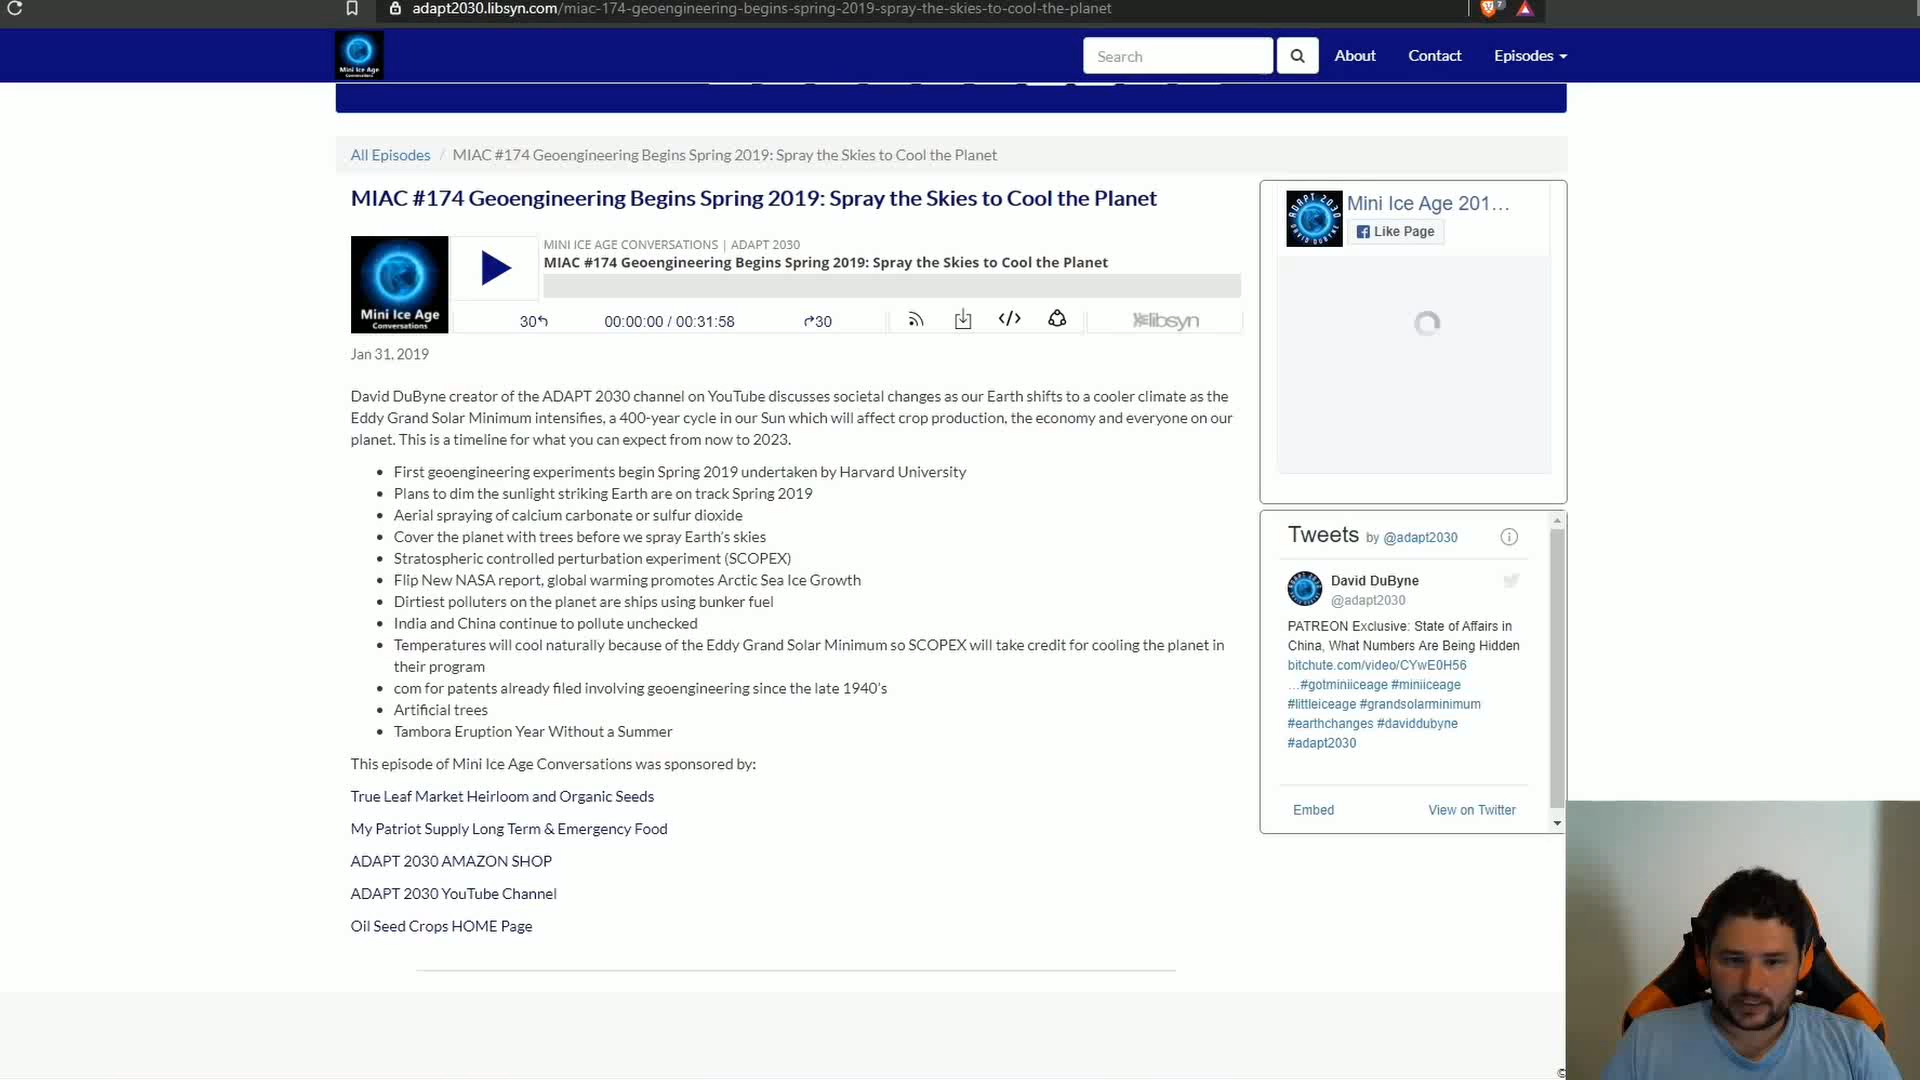 adapt2030.libsyn.com/miac-174-geoengineering-begins-spring-2019-spray-the-skies-to-cool-the-planet
7
Mini Ice Age
Conversations
Search
About
Contact
Episodes
All Episodes / MIAC #174 Geoengineering Begins Spring 2019: Spray the Skies to Cool the Planet
MIAC #174 Geoengineering Begins Spring 2019: Spray the Skies to Cool the Planet
Mini Ice Age
Conversations
MINI ICE AGE CONVERSATIONS | ADAPT 2030
MIAC #174 Geoengineering Begins Spring 2019: Spray the Skies to Cool the Planet
30
00:00:00 / 00:31:58
30
libsyn
Jan 31, 2019
David DuByne creator of the ADAPT 2030 channel on YouTube discusses societal changes as our Earth shifts to a cooler climate as the
Eddy Grand Solar Minimum intensifies, a 400-year cycle in our Sun which will affect crop production, the economy and everyone on our
planet. This is a timeline for what you can expect from now to 2023.
• First geoengineering experiments begin Spring 2019 undertaken by Harvard University
• Plans to dim the sunlight striking Earth are on track Spring 2019
• Aerial spraying of calcium carbonate or sulfur dioxide
• Cover the planet with trees before we spray Earth's skies
• Stratospheric controlled perturbation experiment (SCOPEX)
• Flip New NASA report, global warming promotes Arctic Sea Ice Growth
• Dirtiest polluters on the planet are ships using bunker fuel
• India and China continue to pollute unchecked
• Temperatures will cool naturally because of the Eddy Grand Solar Minimum so SCOPEX will take credit for cooling the planet in
their program
• com for patents already filed involving geoengineering since the late 1940's
• Artificial trees
• Tambora Eruption Year Without a Summer
This episode of Mini Ice Age Conversations was sponsored by:
True Leaf Market Heirloom and Organic Seeds
My Patriot Supply Long Term & Emergency Food
ADAPT 2030 AMAZON SHOP
ADAPT 2030 YouTube Channel
Oil Seed Crops HOME Page
ADAPT 2030
DAVID DUBYNE
Mini Ice Age 201…
Like Page
Tweets by @adapt2030
David DuByne
@adapt2030
PATREON Exclusive: State of Affairs in
China, What Numbers Are Being Hidden
bitchute.com/video/CYwE0H56
…#gotminiiceage #miniiceage
#littleiceage #grandsolarminimum
#earthchanges #daviddubyne
#adapt2030
Embed
View on Twitter
©